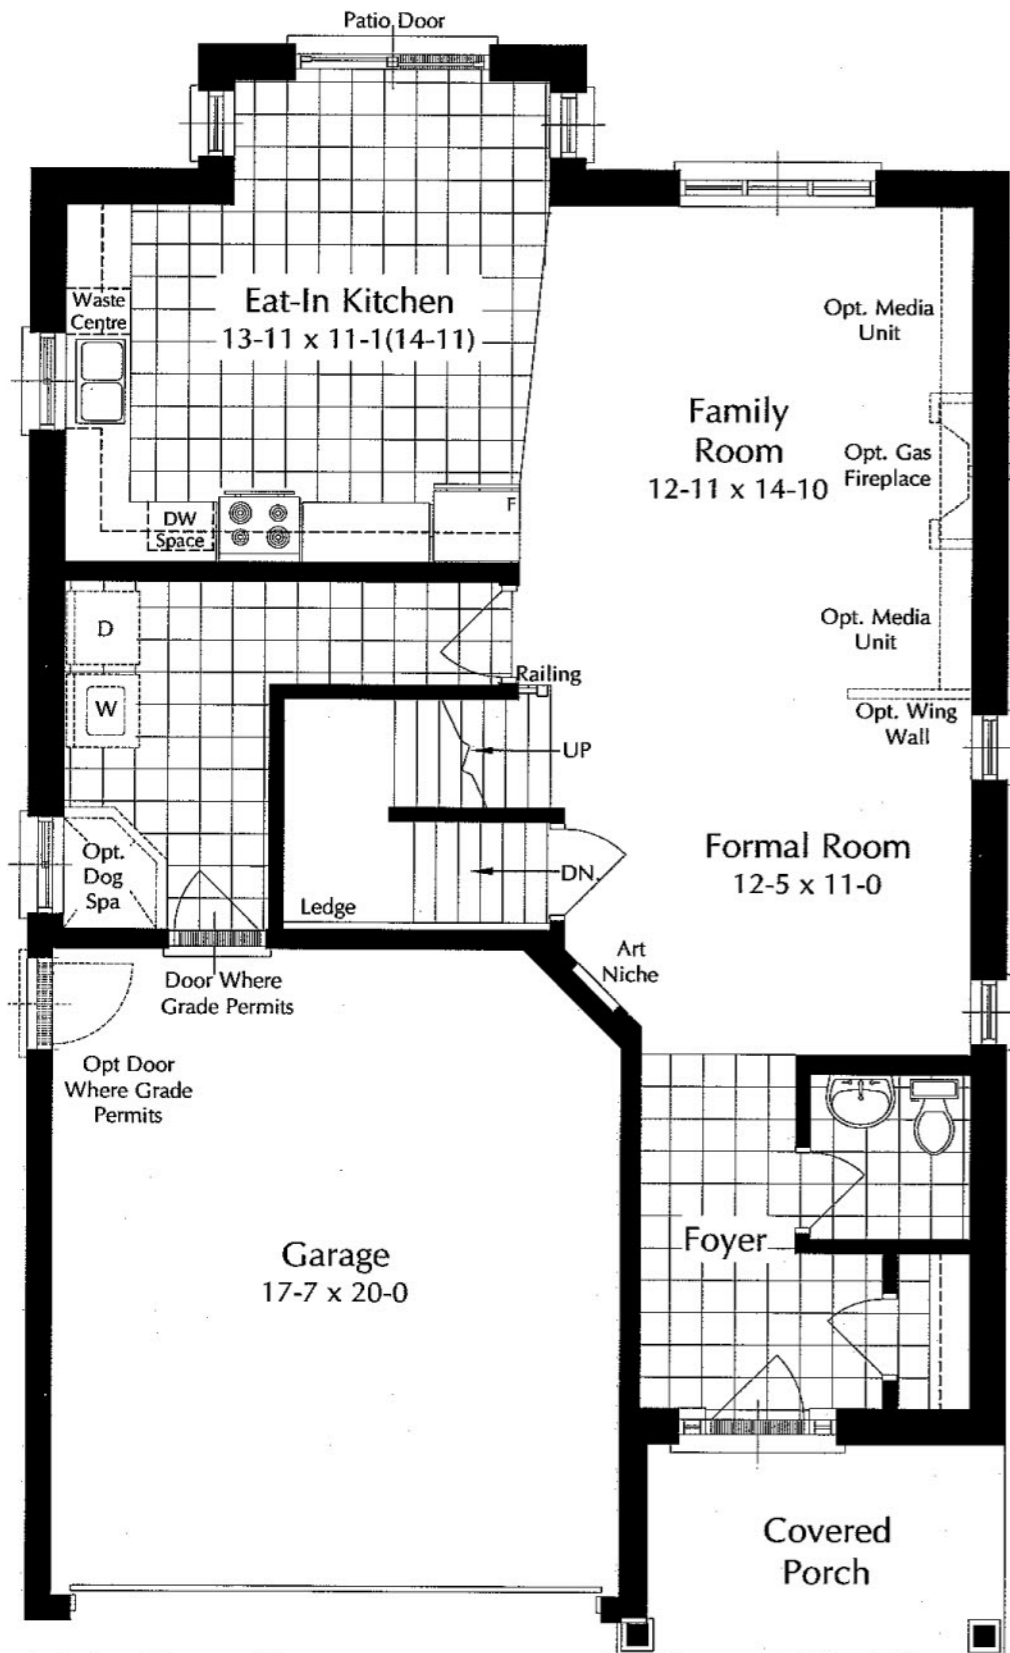 Patio Door
Waste
Centre
Eat-In Kitchen
13-11 x 11-1(14-11)
Opt. Media
Unit
Family
Room
12-11 x 14-10
Opt. Gas
Fireplace
F
DW
Space
D
W
Opt. Media
Unit
Railing
Opt. Wing
Wall
UP
DN.
Formal Room
12-5 x 11-0
Opt.
Dog
Spa
Ledge
Art
Niche
Door Where
Grade Permits
Opt Door
Where Grade
Permits
Foyer
Garage
17-7 x 20-0
Covered
Porch